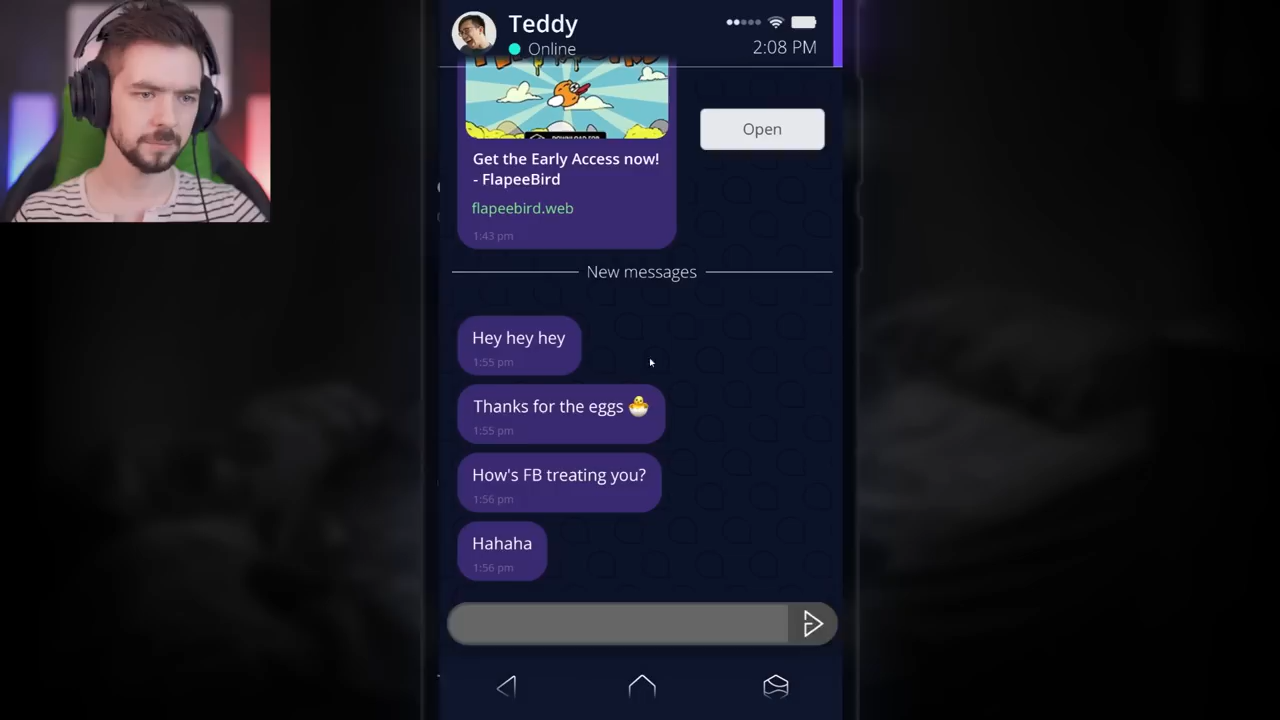 Teddy
Online
2:08 PM
Open
Get the Early Access now!
- FlapeeBird
flapeebird.web
1:43 pm
New messages
Hey hey hey
1:55 pm
Thanks for the eggs 🐣
1:55 pm
How's FB treating you?
1:56 pm
Hahaha
1:56 pm